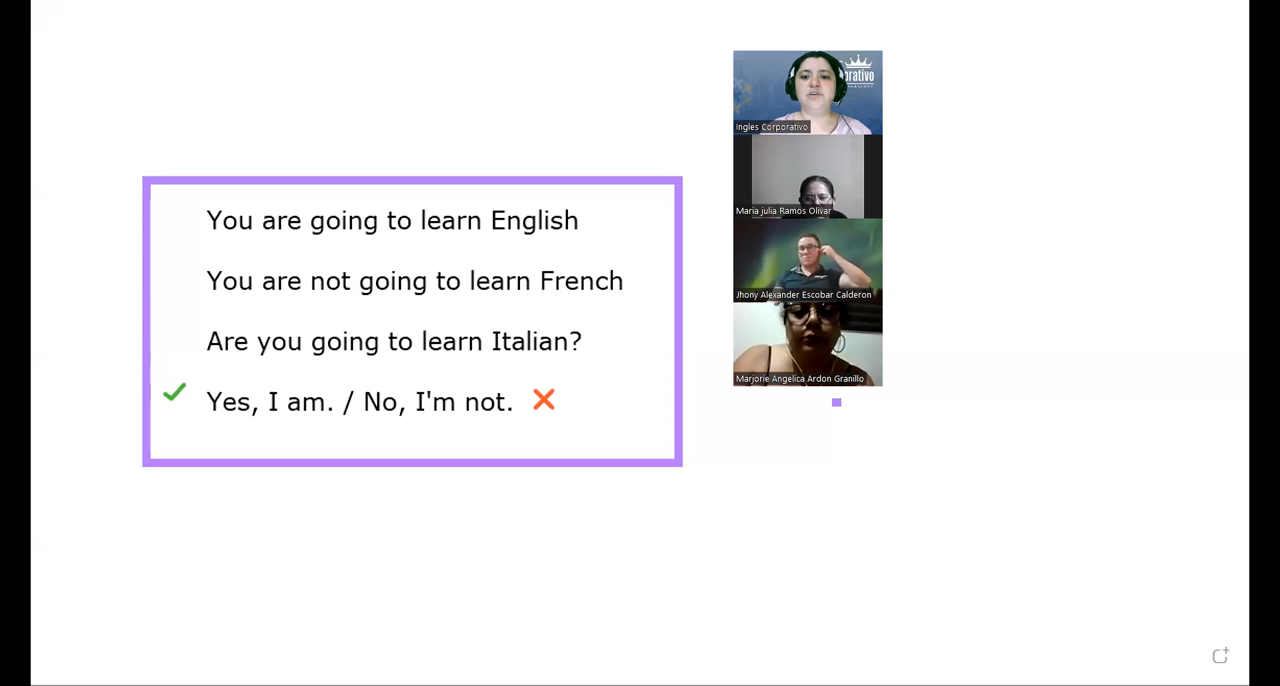 You are going to learn English
You are not going to learn French
Are you going to learn Italian?
Yes, I am. / No, I'm not.
orativo
Ingles Corporativo
Maria julia Ramos Olivar
Jhony Alexander Escobar Calderon
Marjorie Angelica Ardon Granillo